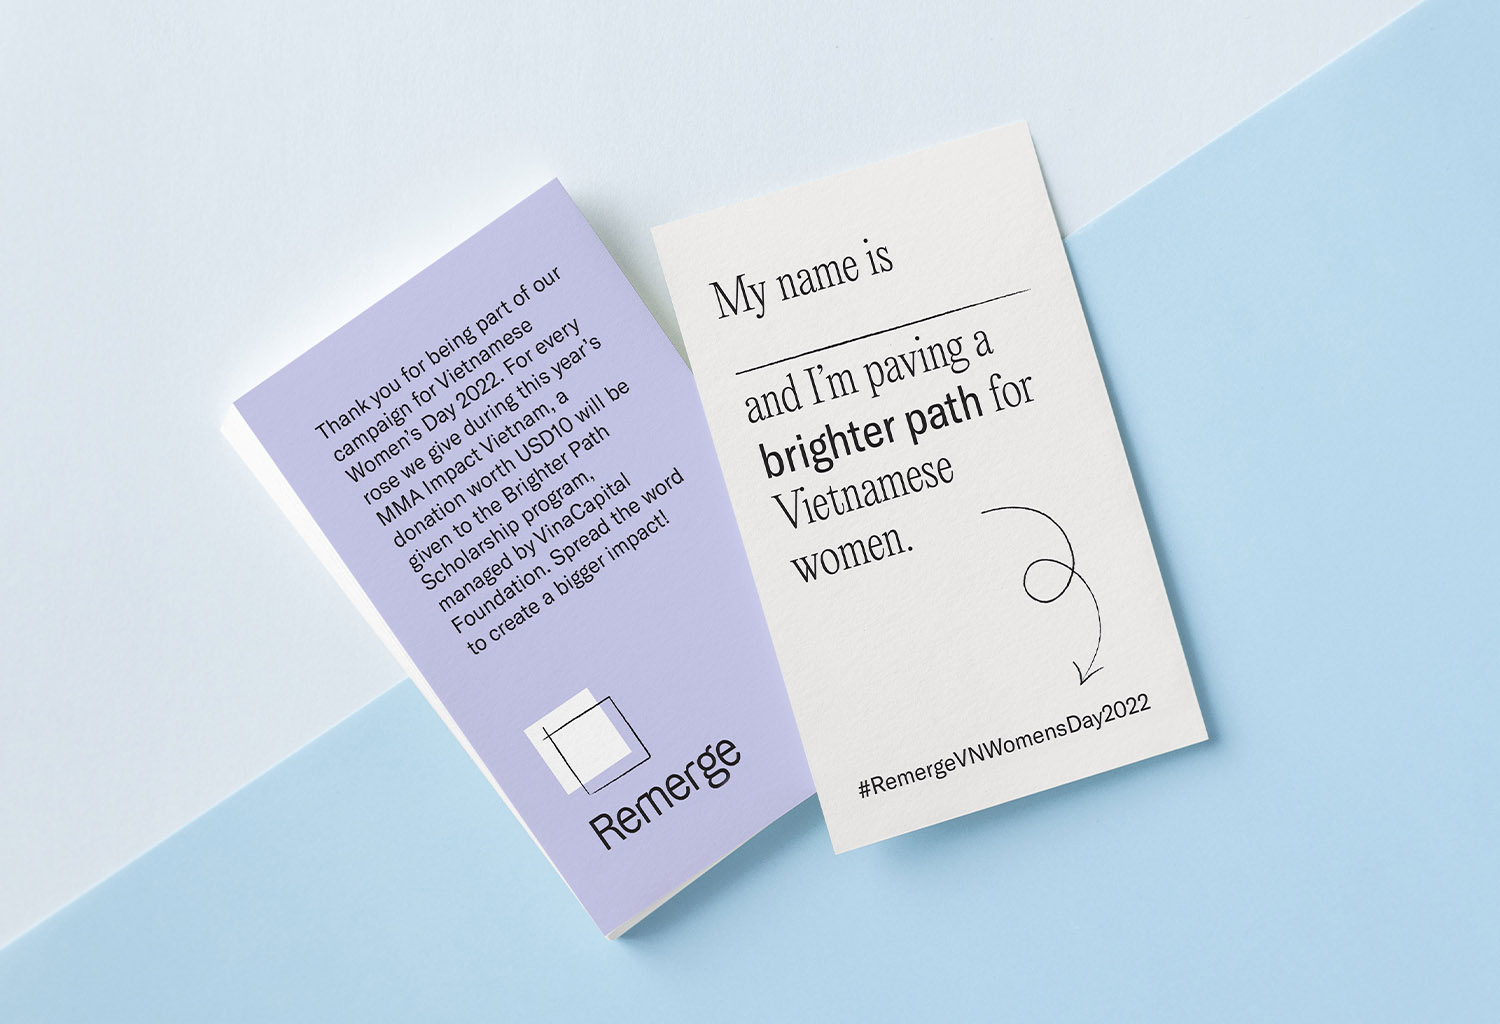 Thank you for being part of our
campaign for Vietnamese
Women's Day 2022. For every
rose we give during this year's
MMA Impact Vietnam, a
donation worth USD10 will be
given to the Brighter Path
Scholarship program,
managed by VinaCapital
Foundation. Spread the word
to create a bigger impact!
Remerge
My name is
and I'm paving a
brighter path for
Vietnamese
women.
#RemergeVNWomensDay2022